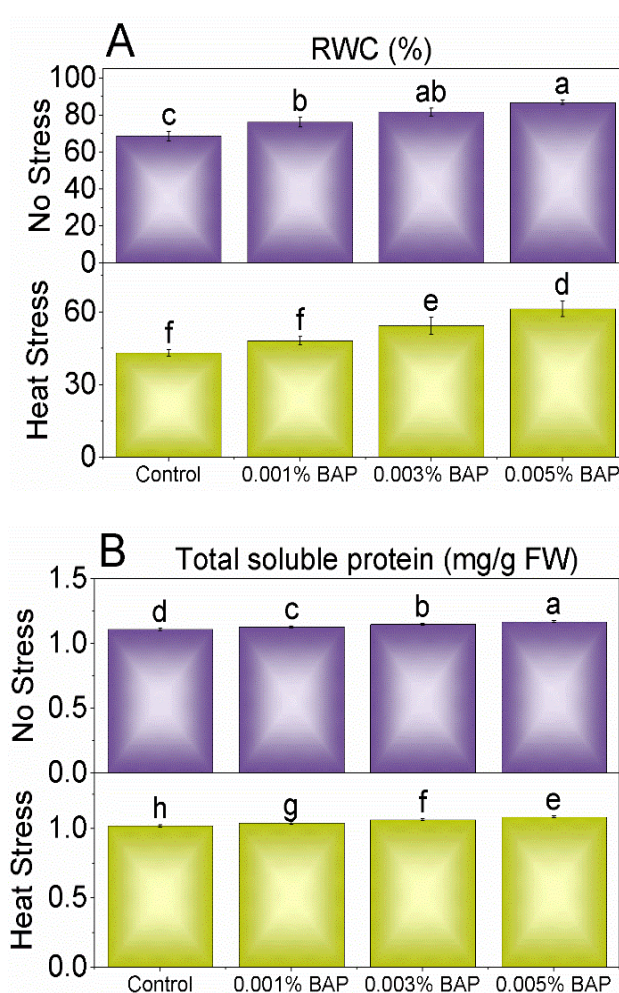 A
RWC (%)
No Stress
100
80
60
40
20
0
c
b
ab
a
Heat Stress
60
30
0
f
f
e
d
Control 0.001% BAP 0.003% BAP 0.005% BAP
B
Total soluble protein (mg/g FW)
No Stress
1.5
1.0
0.5
0.0
d
c
b
a
Heat Stress
1.0
0.5
0.0
h
g
f
e
Control 0.001% BAP 0.003% BAP 0.005% BAP